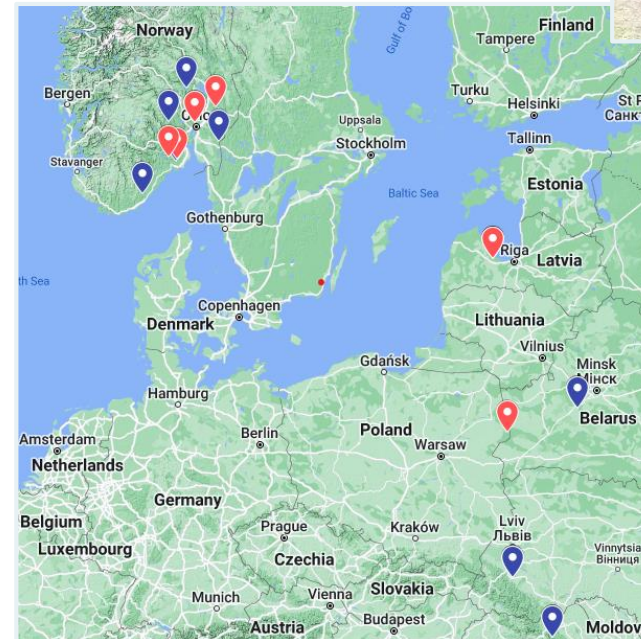 Norway
Finland
Gulf of Bo
Tampere
Bergen
Turku
Helsinki
St P
Санкт
Uppsala
Tallinn
Stockholm
Stavanger
Estonia
Baltic Sea
Gothenburg
Riga
Latvia
th Sea
Copenhagen
Denmark
Lithuania
Vilnius
Gdańsk
Minsk
Мінск
Hamburg
Belarus
Amsterdam
Berlin
Poland
Warsaw
Netherlands
Germany
Belgium
Prague
Kraków
Lviv
Львів
Luxembourg
Czechia
Vinnytsia
Вінниця
Slovakia
Munich
Vienna
Austria
Budapest
Moldov